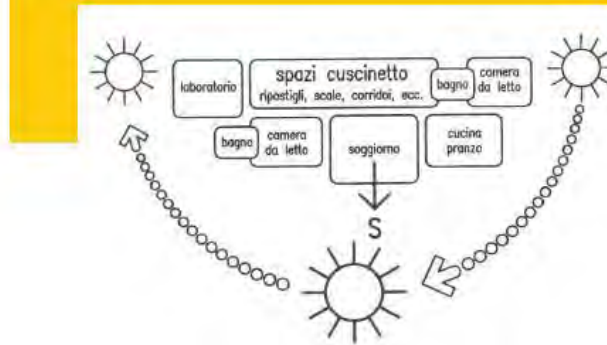 laboratorio
spazi cuscinetto
ripostigli, scale, corridoi, ecc.
bagno
camera
da letto
bagno
camera
da letto
soggiorno
cucina
pranzo
S